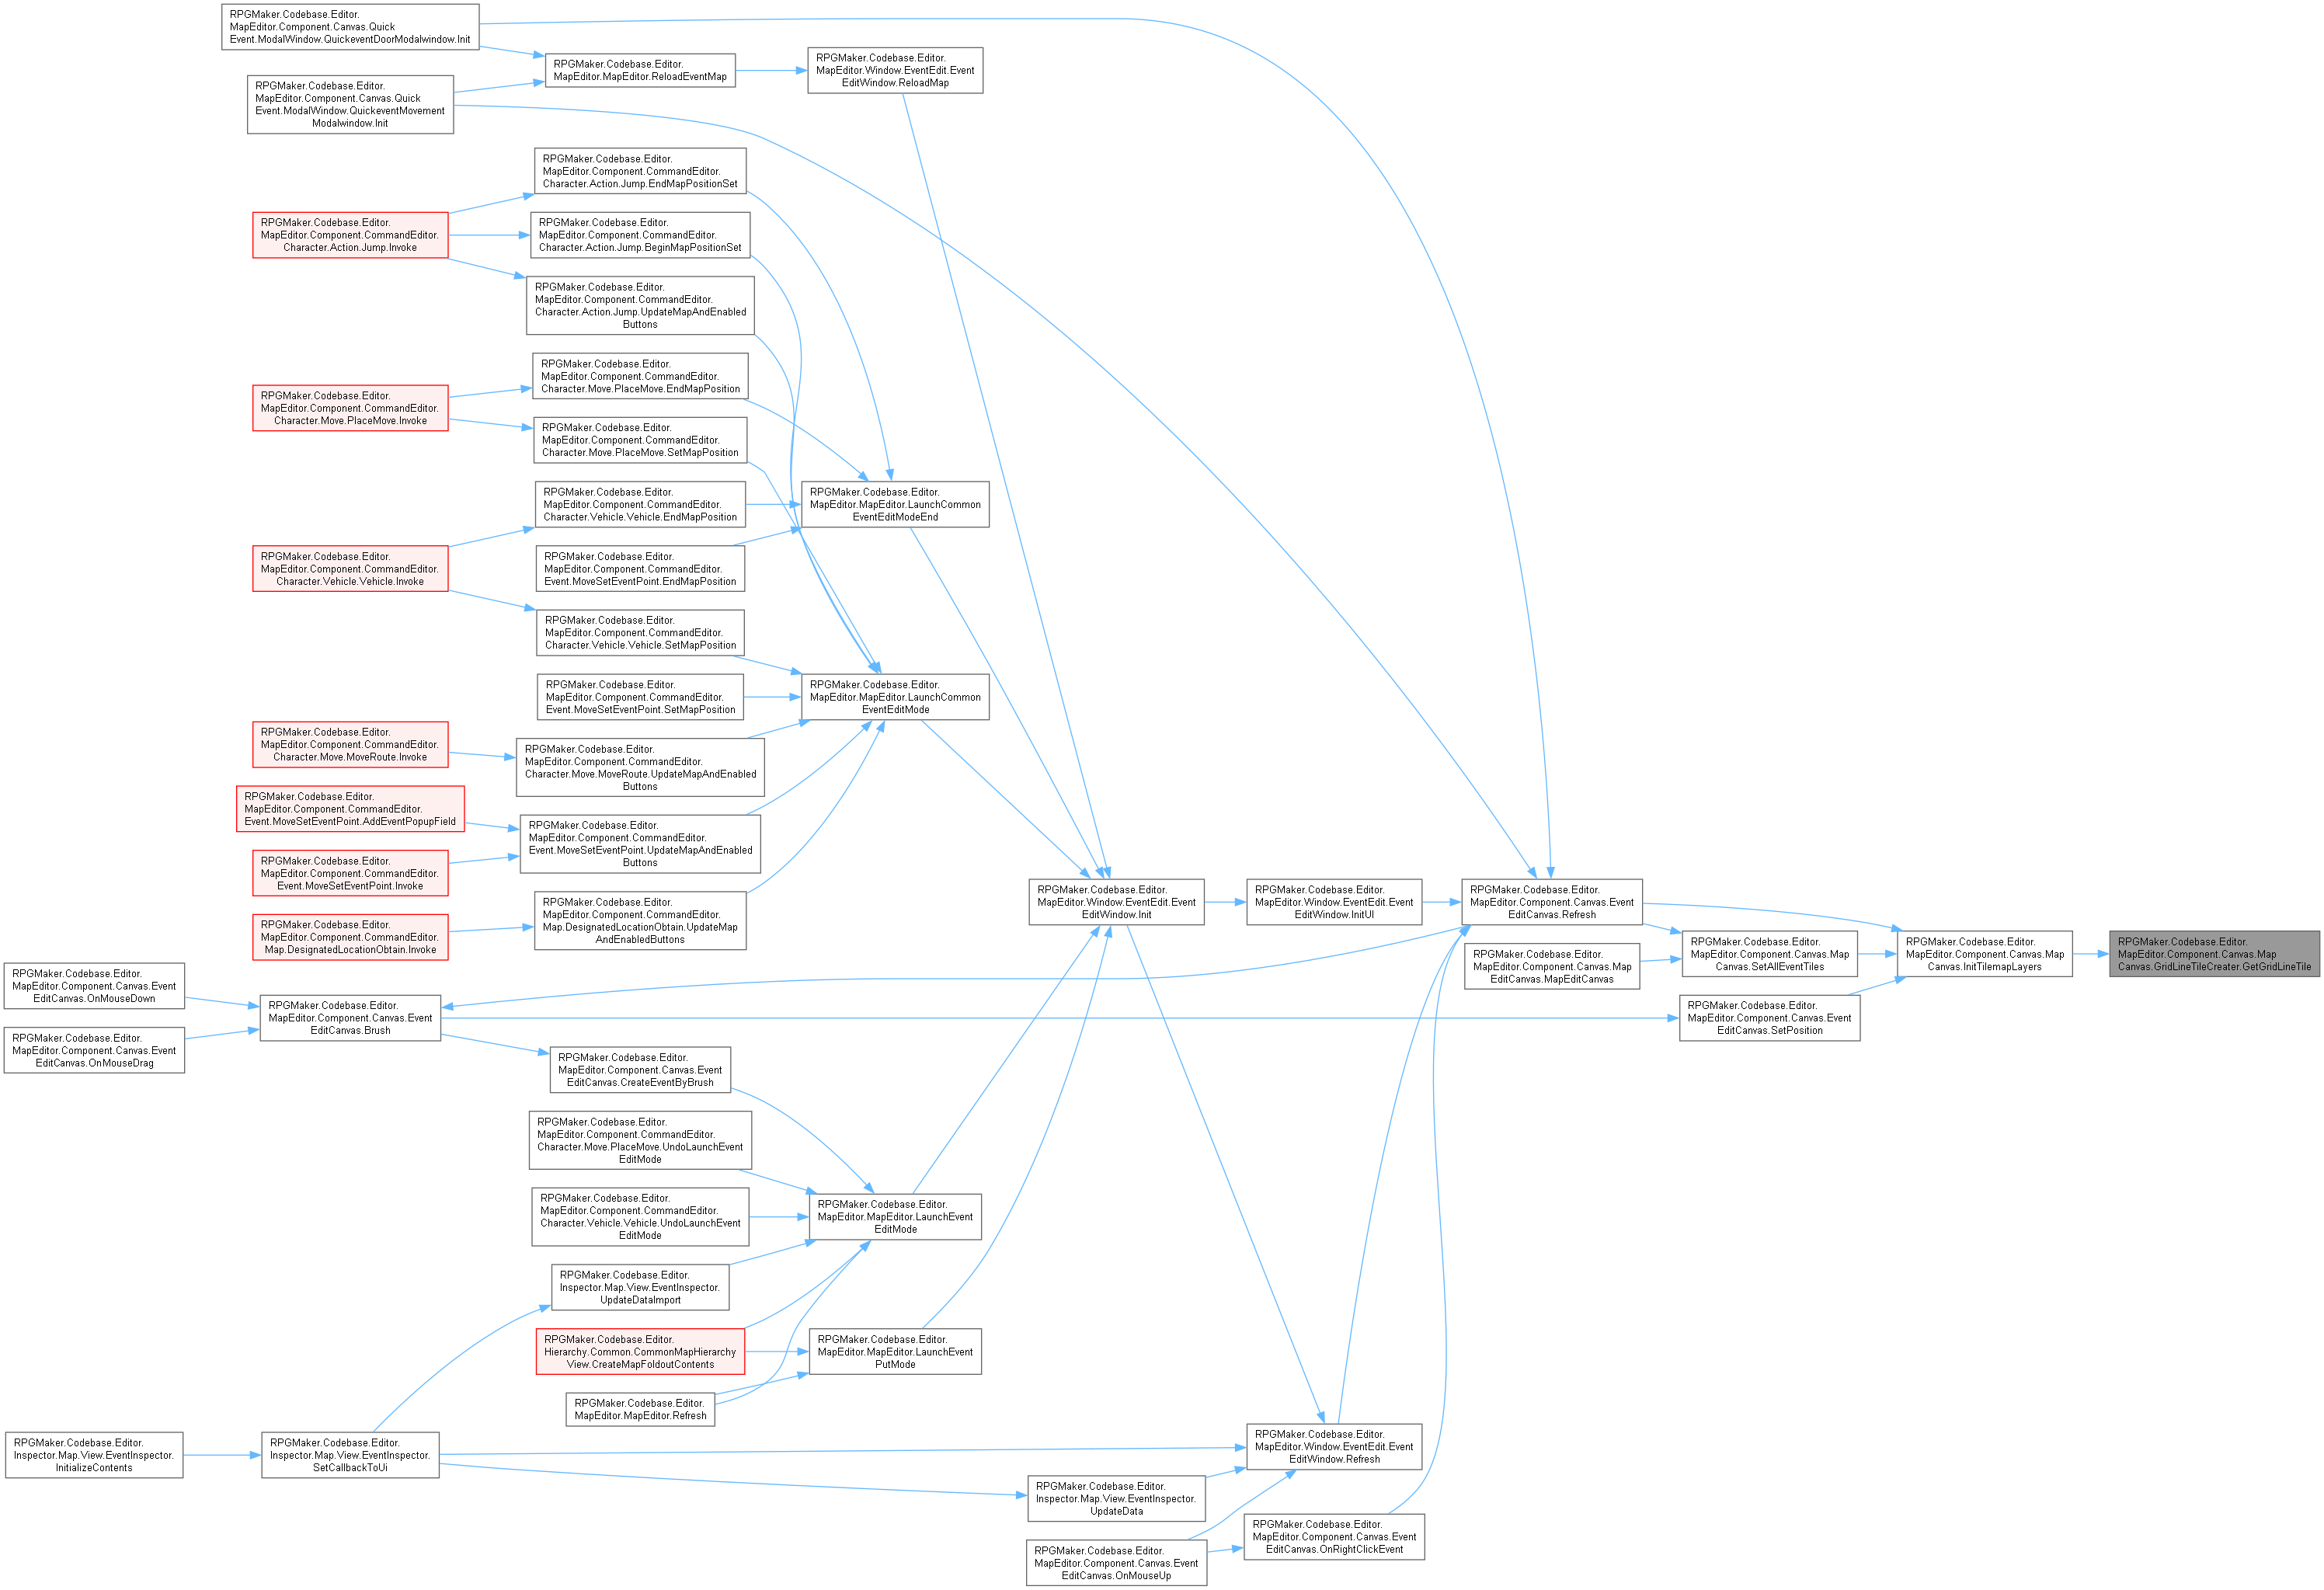 RPGMaker.Codebase.Editor.
MapEditor.Component.Canvas.Quick
Event.ModalWindow.QuickeventDoorModalwindow.Init
RPGMaker.Codebase.Editor.
MapEditor.Component.Canvas.Quick
Event.ModalWindow.QuickeventMovement
Modalwindow.Init
RPGMaker.Codebase.Editor.
MapEditor.MapEditor.ReloadEventMap
RPGMaker.Codebase.Editor.
MapEditor.Window.EventEdit.Event
EditWindow.ReloadMap
RPGMaker.Codebase.Editor.
MapEditor.Component.CommandEditor.
Character.Action.Jump.EndMapPositionSet
RPGMaker.Codebase.Editor.
MapEditor.Component.CommandEditor.
Character.Action.Jump.Invoke
RPGMaker.Codebase.Editor.
MapEditor.Component.CommandEditor.
Character.Action.Jump.BeginMapPositionSet
RPGMaker.Codebase.Editor.
MapEditor.Component.CommandEditor.
Character.Action.Jump.UpdateMapAndEnabled
Buttons
RPGMaker.Codebase.Editor.
MapEditor.Component.CommandEditor.
Character.Move.PlaceMove.EndMapPosition
RPGMaker.Codebase.Editor.
MapEditor.Component.CommandEditor.
Character.Move.PlaceMove.Invoke
RPGMaker.Codebase.Editor.
MapEditor.Component.CommandEditor.
Character.Move.PlaceMove.SetMapPosition
RPGMaker.Codebase.Editor.
MapEditor.Component.CommandEditor.
Character.Vehicle.Vehicle.EndMapPosition
RPGMaker.Codebase.Editor.
MapEditor.MapEditor.LaunchCommon
EventEditModeEnd
RPGMaker.Codebase.Editor.
MapEditor.Component.CommandEditor.
Character.Vehicle.Vehicle.Invoke
RPGMaker.Codebase.Editor.
MapEditor.Component.CommandEditor.
Event.MoveSetEventPoint.EndMapPosition
RPGMaker.Codebase.Editor.
MapEditor.Component.CommandEditor.
Character.Vehicle.Vehicle.SetMapPosition
RPGMaker.Codebase.Editor.
MapEditor.Component.CommandEditor.
Event.MoveSetEventPoint.SetMapPosition
RPGMaker.Codebase.Editor.
MapEditor.MapEditor.LaunchCommon
EventEditMode
RPGMaker.Codebase.Editor.
MapEditor.Component.CommandEditor.
Character.Move.MoveRoute.Invoke
RPGMaker.Codebase.Editor.
MapEditor.Component.CommandEditor.
Character.Move.MoveRoute.UpdateMapAndEnabled
Buttons
RPGMaker.Codebase.Editor.
MapEditor.Component.CommandEditor.
Event.MoveSetEventPoint.AddEventPopupField
RPGMaker.Codebase.Editor.
MapEditor.Component.CommandEditor.
Event.MoveSetEventPoint.UpdateMapAndEnabled
Buttons
RPGMaker.Codebase.Editor.
MapEditor.Component.CommandEditor.
Event.MoveSetEventPoint.Invoke
RPGMaker.Codebase.Editor.
MapEditor.Component.CommandEditor.
Map.DesignatedLocationObtain.Invoke
RPGMaker.Codebase.Editor.
MapEditor.Component.CommandEditor.
Map.DesignatedLocationObtain.UpdateMap
AndEnabledButtons
RPGMaker.Codebase.Editor.
MapEditor.Window.EventEdit.Event
EditWindow.Init
RPGMaker.Codebase.Editor.
MapEditor.Window.EventEdit.Event
EditWindow.InitUI
RPGMaker.Codebase.Editor.
MapEditor.Component.Canvas.Event
EditCanvas.Refresh
RPGMaker.Codebase.Editor.
MapEditor.Component.Canvas.Map
EditCanvas.MapEditCanvas
RPGMaker.Codebase.Editor.
MapEditor.Component.Canvas.Map
Canvas.SetAllEventTiles
RPGMaker.Codebase.Editor.
MapEditor.Component.Canvas.Map
Canvas.InitTilemapLayers
RPGMaker.Codebase.Editor.
MapEditor.Component.Canvas.Map
Canvas.GridLineTileCreater.GetGridLineTile
RPGMaker.Codebase.Editor.
MapEditor.Component.Canvas.Event
EditCanvas.SetPosition
RPGMaker.Codebase.Editor.
MapEditor.Component.Canvas.Event
EditCanvas.OnMouseDown
RPGMaker.Codebase.Editor.
MapEditor.Component.Canvas.Event
EditCanvas.Brush
RPGMaker.Codebase.Editor.
MapEditor.Component.Canvas.Event
EditCanvas.OnMouseDrag
RPGMaker.Codebase.Editor.
MapEditor.Component.Canvas.Event
EditCanvas.CreateEventByBrush
RPGMaker.Codebase.Editor.
MapEditor.Component.CommandEditor.
Character.Move.PlaceMove.UndoLaunchEvent
EditMode
RPGMaker.Codebase.Editor.
MapEditor.Component.CommandEditor.
Character.Vehicle.Vehicle.UndoLaunchEvent
EditMode
RPGMaker.Codebase.Editor.
MapEditor.MapEditor.LaunchEvent
EditMode
RPGMaker.Codebase.Editor.
Inspector.Map.View.EventInspector.
UpdateDataImport
RPGMaker.Codebase.Editor.
Hierarchy.Common.CommonMapHierarchy
View.CreateMapFoldoutContents
RPGMaker.Codebase.Editor.
MapEditor.MapEditor.LaunchEvent
PutMode
RPGMaker.Codebase.Editor.
MapEditor.MapEditor.Refresh
RPGMaker.Codebase.Editor.
Inspector.Map.View.EventInspector.
InitializeContents
RPGMaker.Codebase.Editor.
Inspector.Map.View.EventInspector.
SetCallbackToUi
RPGMaker.Codebase.Editor.
MapEditor.Window.EventEdit.Event
EditWindow.Refresh
RPGMaker.Codebase.Editor.
Inspector.Map.View.EventInspector.
UpdateData
RPGMaker.Codebase.Editor.
MapEditor.Component.Canvas.Event
EditCanvas.OnRightClickEvent
RPGMaker.Codebase.Editor.
MapEditor.Component.Canvas.Event
EditCanvas.OnMouseUp